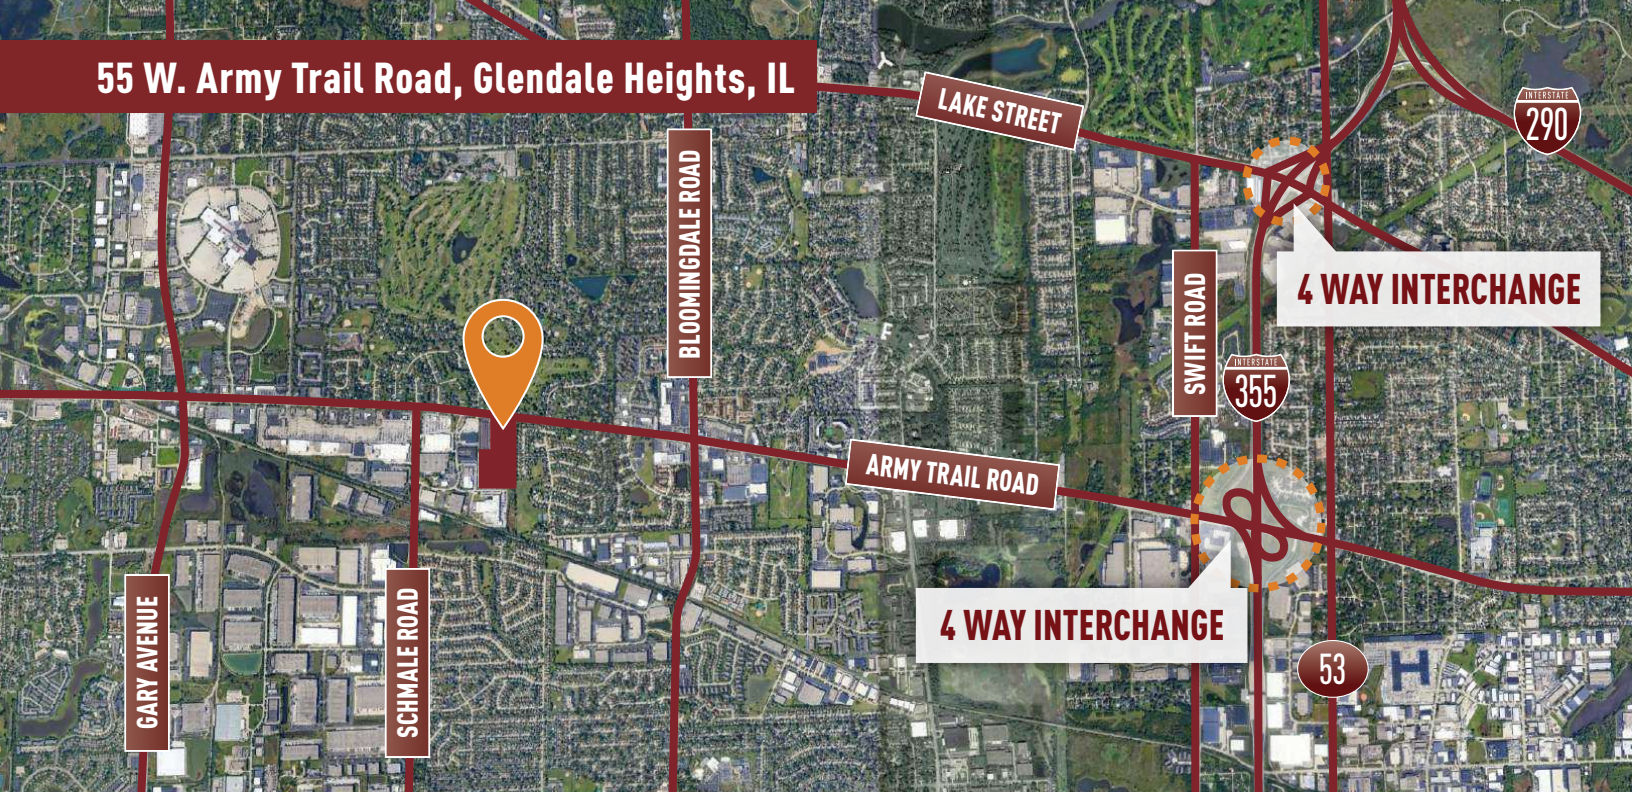 55 W. Army Trail Road, Glendale Heights, IL
LAKE STREET
INTERSTATE
290
BLOOMINGDALE ROAD
4 WAY INTERCHANGE
SWIFT ROAD
INTERSTATE
355
ARMY TRAIL ROAD
4 WAY INTERCHANGE
GARY AVENUE
SCHMALE ROAD
53